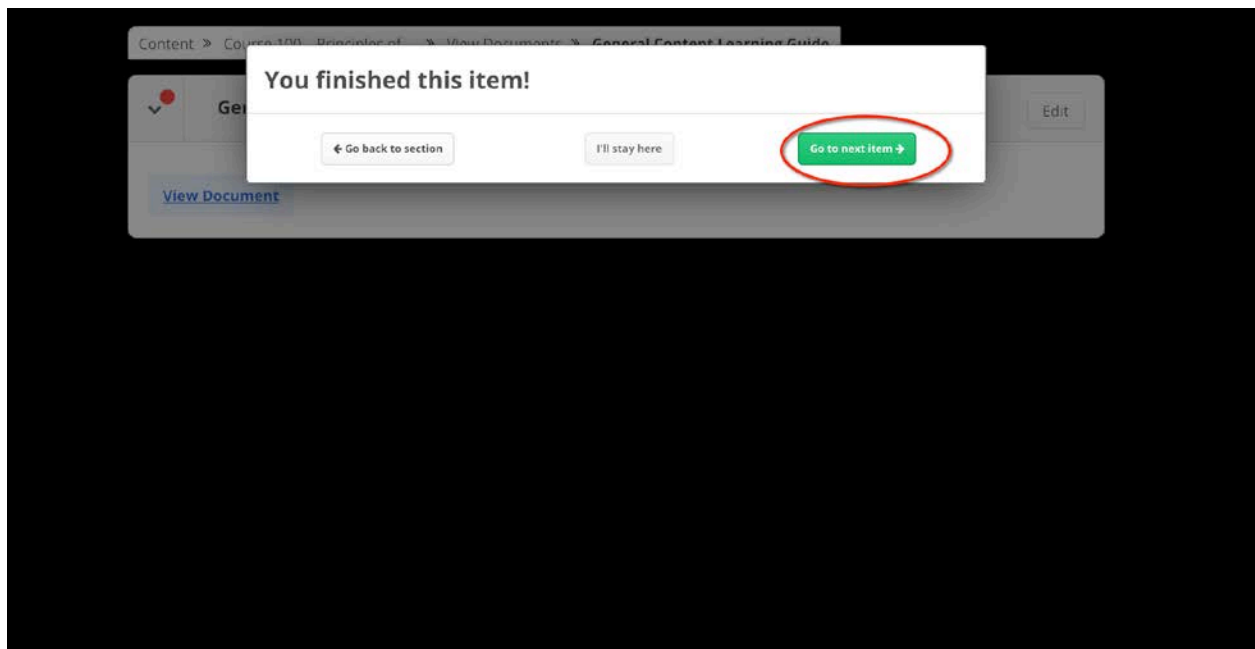 Content » Course 100 - Principles of ... » View Documents » General Content Learning Guide
You finished this item!
Edit
← Go back to section
I'll stay here
Go to next item →
View Document